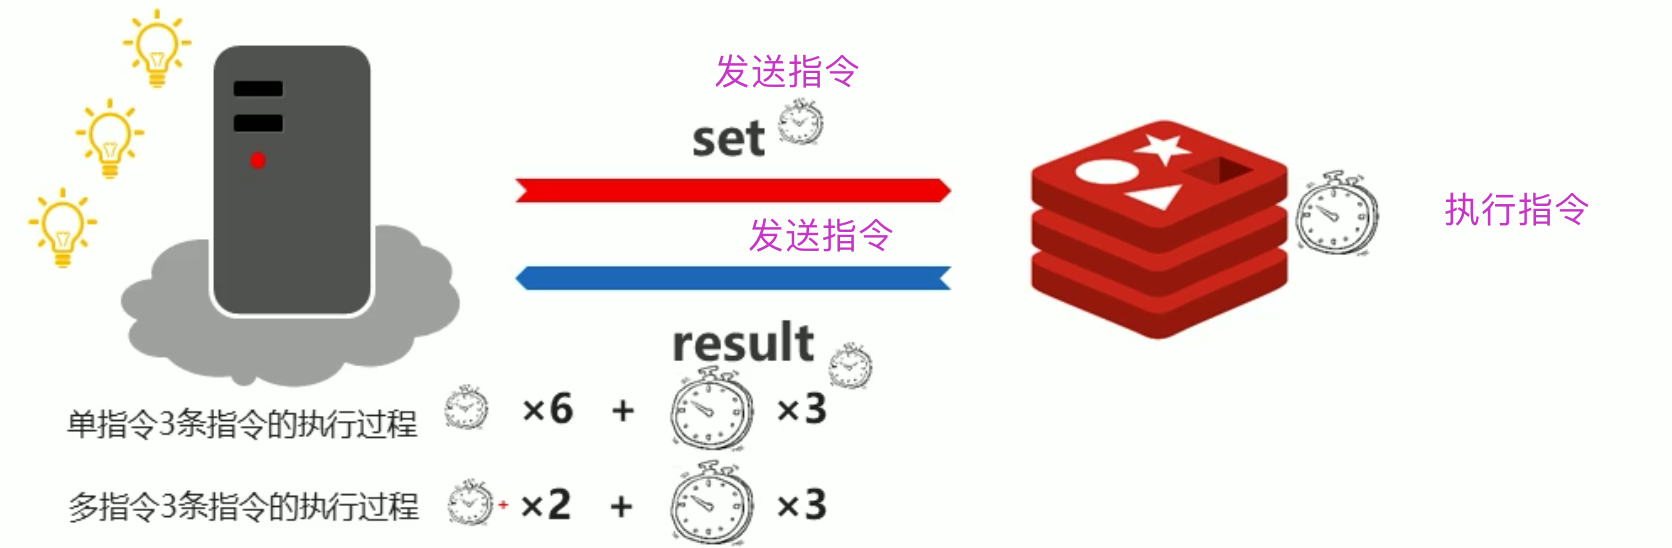 发送指令
set
发送指令
执行指令
result
单指令3条指令的执行过程 ×6 + ×3
多指令3条指令的执行过程 + ×2 + ×3